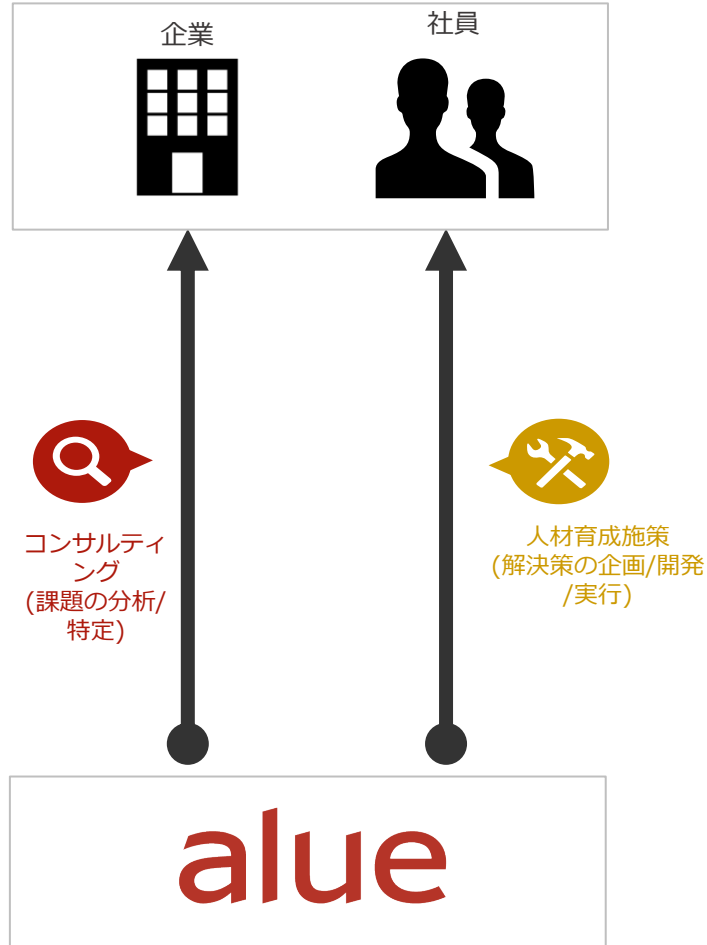 企業
社員
コンサルティ
ング
(課題の分析/
特定)
人材育成施策
(解決策の企画/開発
/実行)
alue